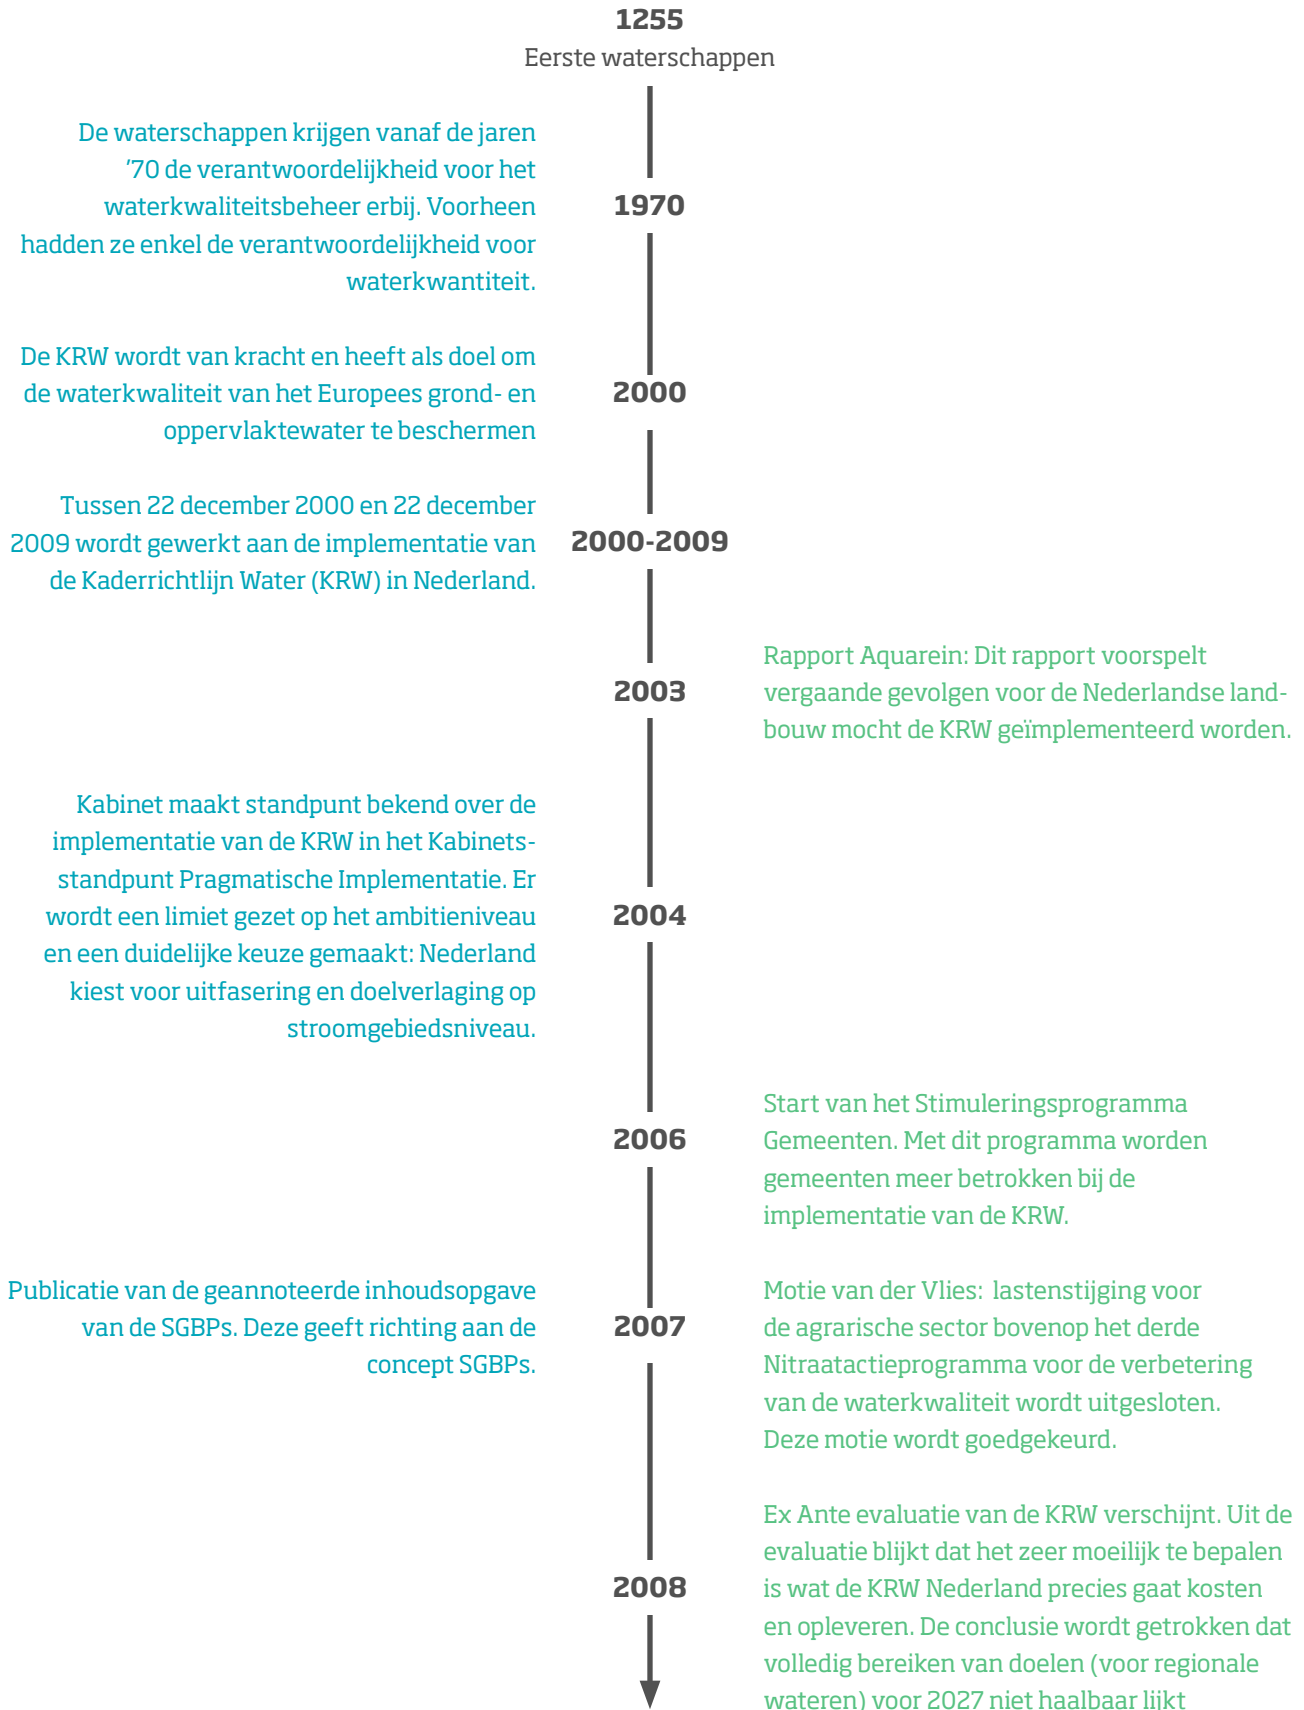 1255
Eerste waterschappen
De waterschappen krijgen vanaf de jaren
'70 de verantwoordelijkheid voor het
waterkwaliteitsbeheer erbij. Voorheen
hadden ze enkel de verantwoordelijkheid voor
waterkwantiteit.
1970
De KRW wordt van kracht en heeft als doel om
de waterkwaliteit van het Europees grond- en
oppervlaktewater te beschermen
2000
Tussen 22 december 2000 en 22 december
2009 wordt gewerkt aan de implementatie van
de Kaderrichtlijn Water (KRW) in Nederland.
2000-2009
2003
Rapport Aquarein: Dit rapport voorspelt
vergaande gevolgen voor de Nederlandse land-
bouw mocht de KRW geïmplementeerd worden.
Kabinet maakt standpunt bekend over de
implementatie van de KRW in het Kabinets-
standpunt Pragmatische Implementatie. Er
wordt een limiet gezet op het ambitieniveau
en een duidelijke keuze gemaakt: Nederland
kiest voor uitfasering en doelverlaging op
stroomgebiedsniveau.
2004
2006
Start van het Stimuleringsprogramma
Gemeenten. Met dit programma worden
gemeenten meer betrokken bij de
implementatie van de KRW.
Publicatie van de geannoteerde inhoudsopgave
van de SGBPs. Deze geeft richting aan de
concept SGBPs.
2007
Motie van der Vlies: lastenstijging voor
de agrarische sector bovenop het derde
Nitraatactieprogramma voor de verbetering
van de waterkwaliteit wordt uitgesloten.
Deze motie wordt goedgekeurd.
2008
Ex Ante evaluatie van de KRW verschijnt. Uit de
evaluatie blijkt dat het zeer moeilijk te bepalen
is wat de KRW Nederland precies gaat kosten
en opleveren. De conclusie wordt getrokken dat
volledig bereiken van doelen (voor regionale
wateren) voor 2027 niet haalbaar lijkt